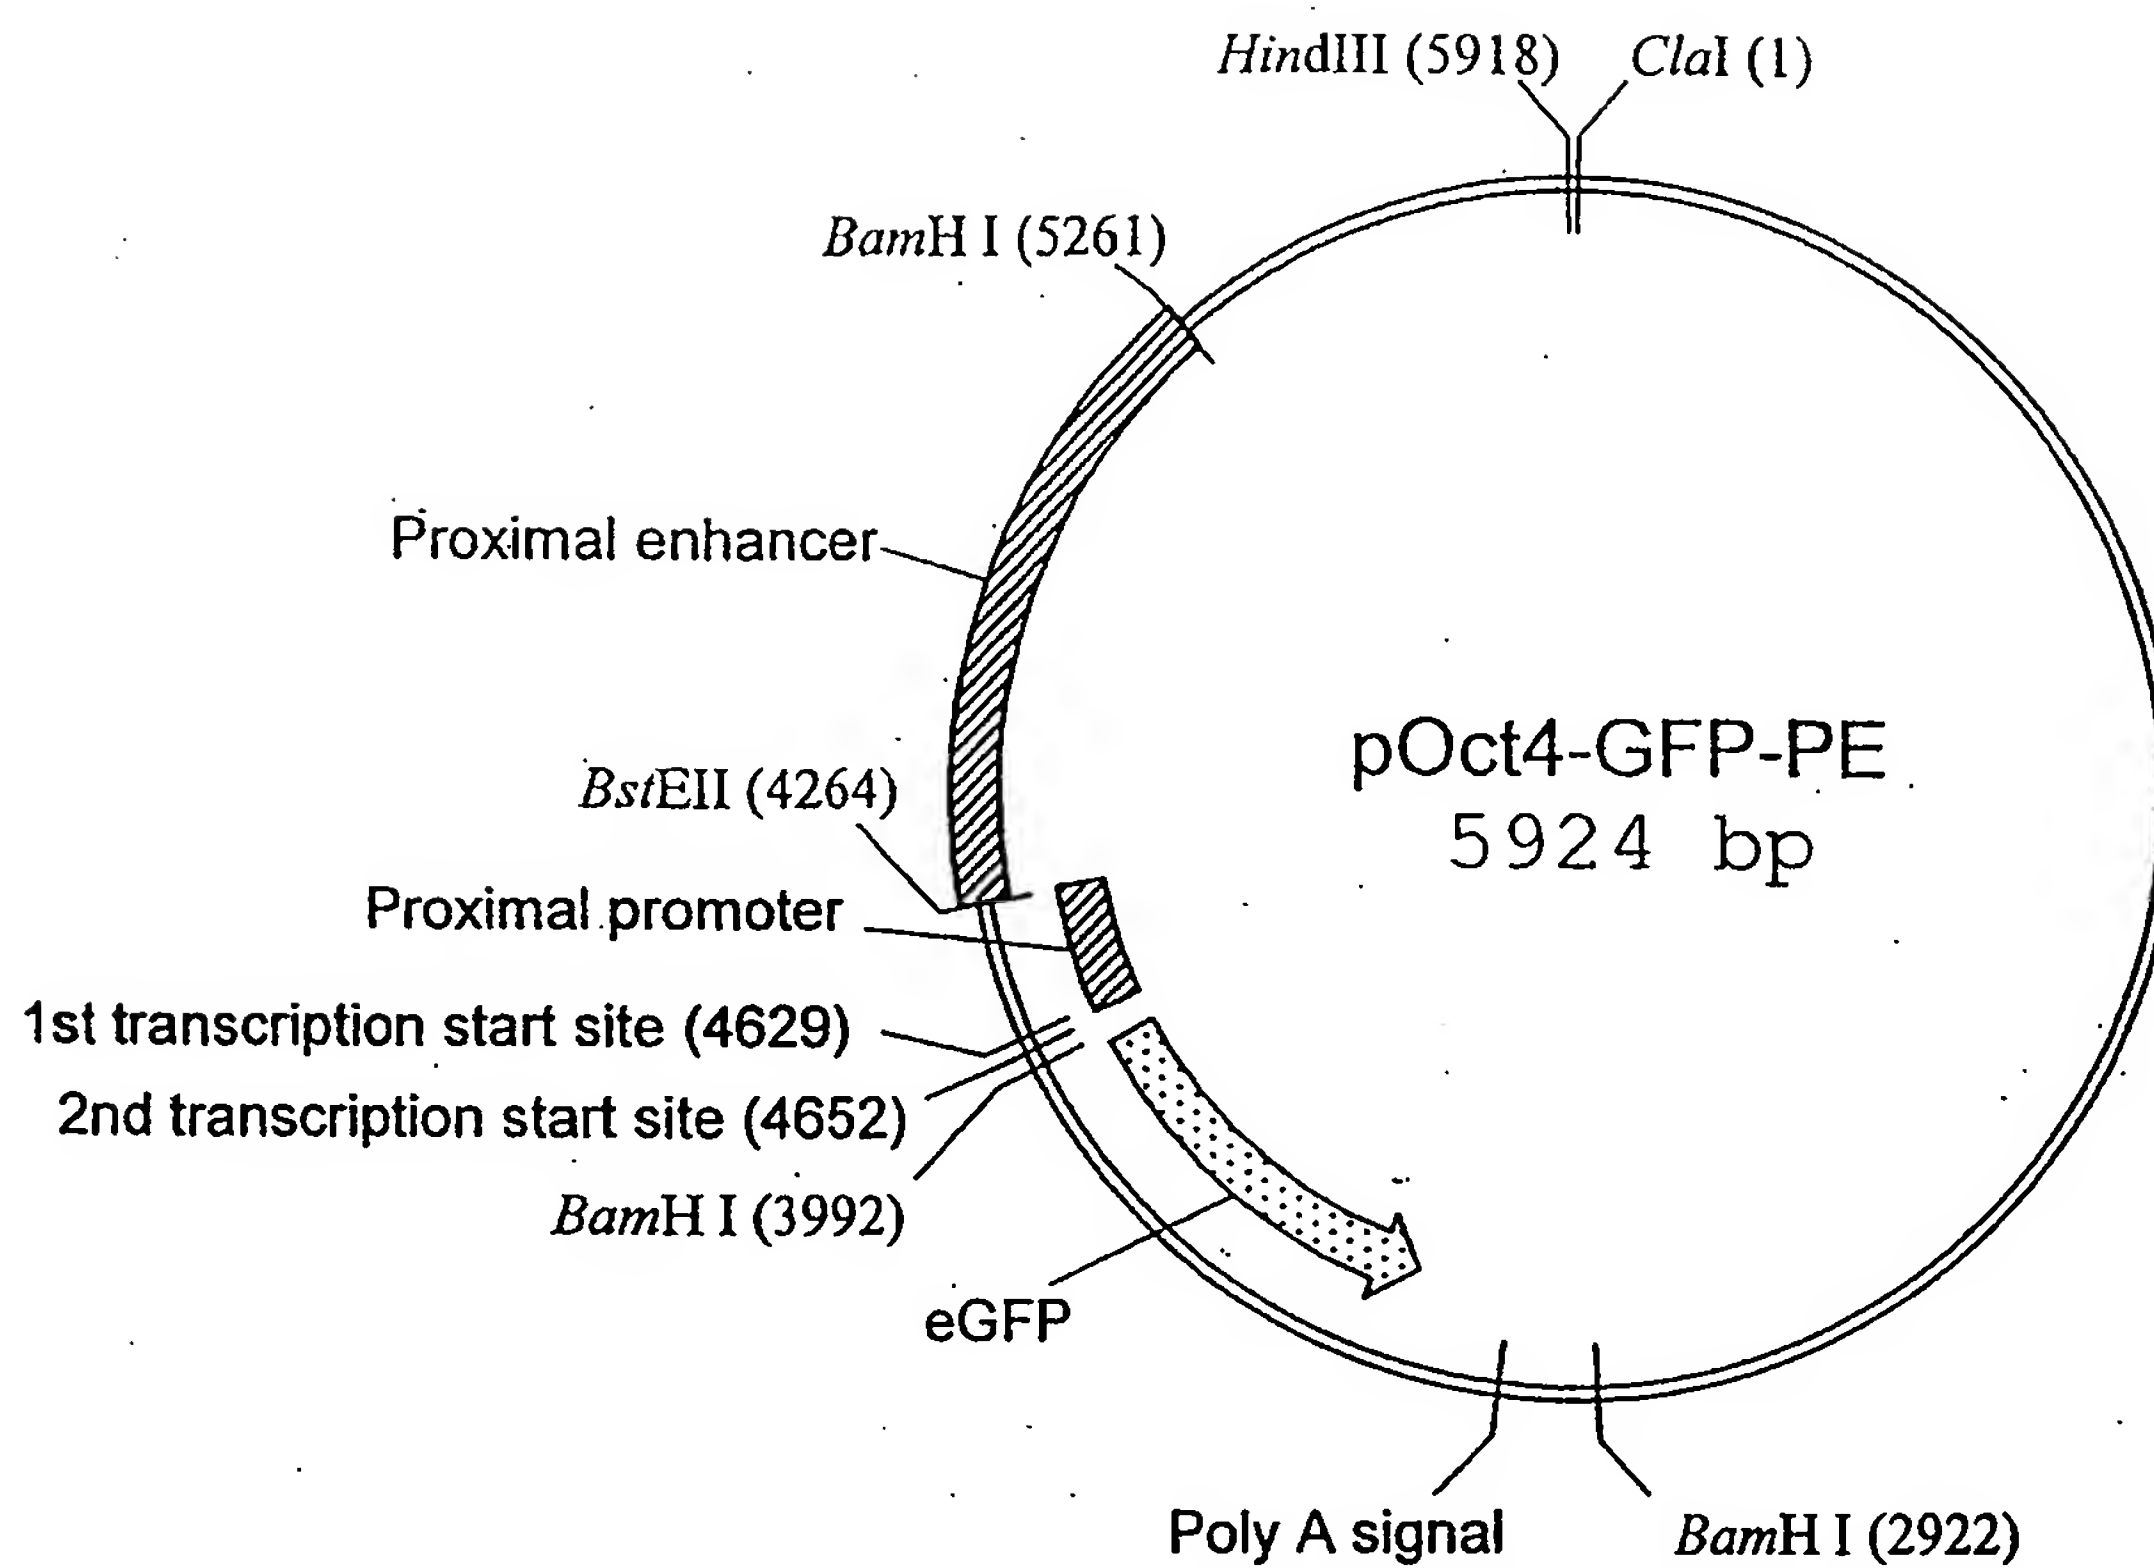 HindIII (5918)
ClaI (1)
BamH I (5261)
Proximal enhancer
pOct4-GFP-PE
5924 bp
BstEII (4264)
Proximal promoter
1st transcription start site (4629)
2nd transcription start site (4652)
BamH I (3992)
eGFP
Poly A signal
BamH I (2922)